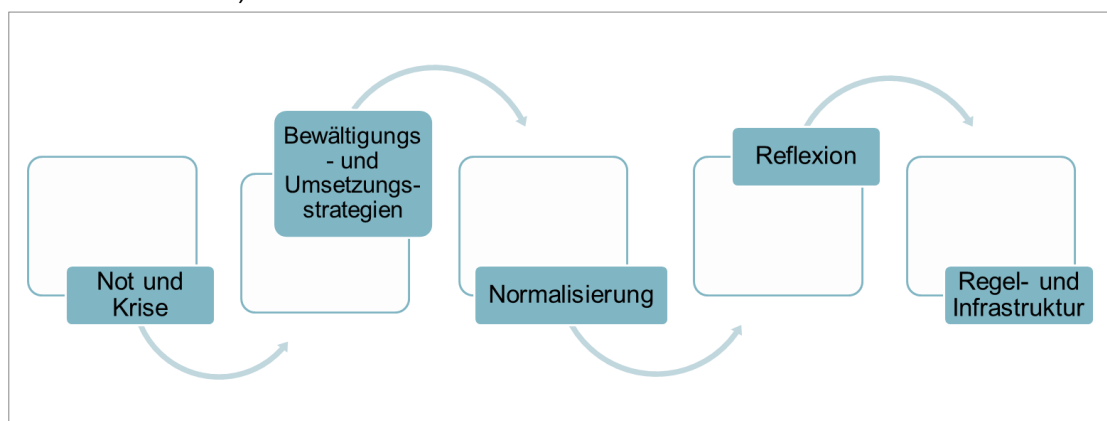 Not und
Krise
Bewältigungs
- und
Umsetzungs-
strategien
Normalisierung
Reflexion
Regel- und
Infrastruktur